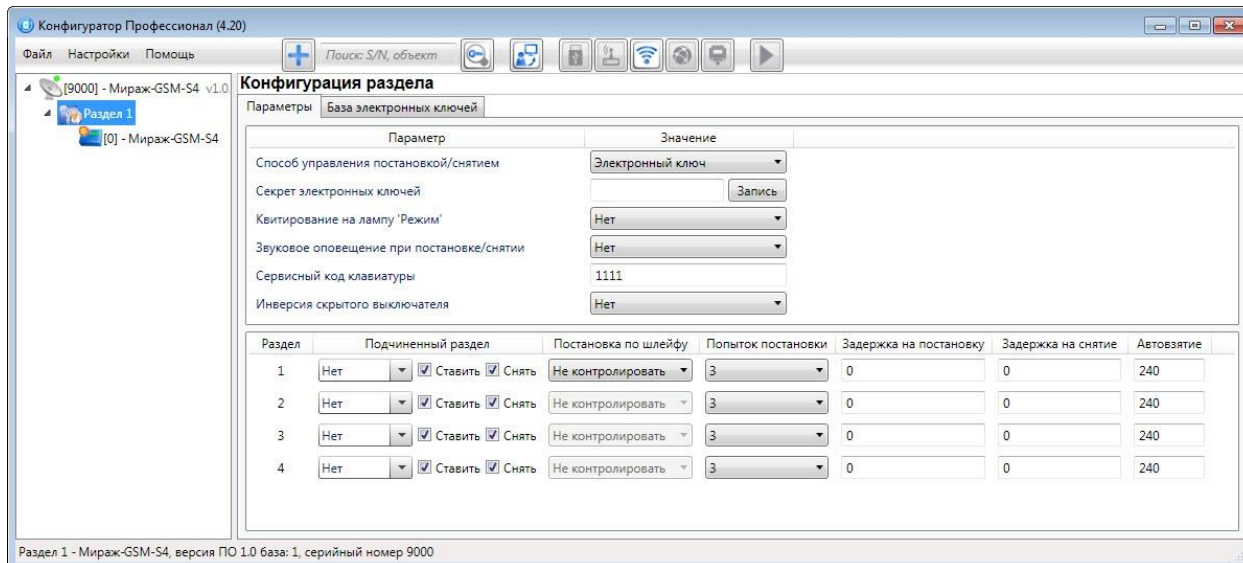 Конфигуратор Профессионал (4.20)
Файл Настройки Помощь Поиск: S/N, объект
[9000] - Мираж-GSM-S4 v1.0.
Раздел 1
[0] - Мираж-GSM-S4
Конфигурация раздела
Параметры База электронных ключей
Параметр Значение
Способ управления постановкой/снятием Электронный ключ
Секрет электронных ключей Запись
Квитирование на лампу 'Режим' Нет
Звуковое оповещение при постановке/снятии Нет
Сервисный код клавиатуры 1111
Инверсия скрытого выключателя Нет
Раздел Подчиненный раздел Постановка по шлейфу Попыток постановки Задержка на постановку Задержка на снятие Автовзятие
1 Нет Ставить Снять Не контролировать 3 0 0 240
2 Нет Ставить Снять Не контролировать 3 0 0 240
3 Нет Ставить Снять Не контролировать 3 0 0 240
4 Нет Ставить Снять Не контролировать 3 0 0 240
Раздел 1 - Мираж-GSM-S4, версия ПО 1.0 база: 1, серийный номер 9000